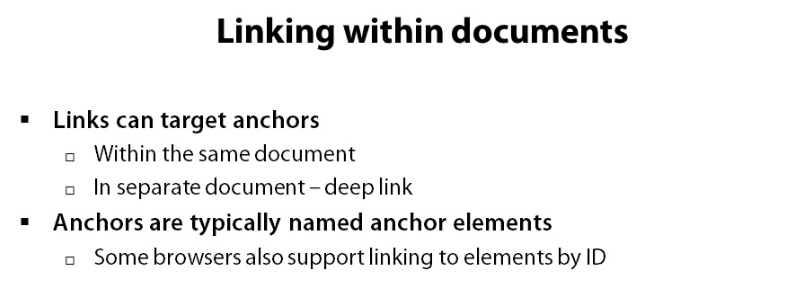 Linking within documents
Links can target anchors
Within the same document
In separate document – deep link
Anchors are typically named anchor elements
Some browsers also support linking to elements by ID